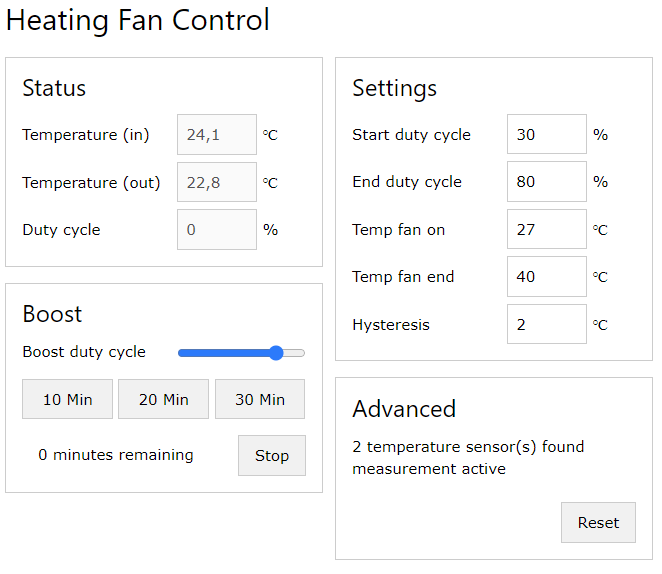 Heating Fan Control
Status
Temperature (in) 24,1 °C
Temperature (out) 22,8 °C
Duty cycle 0 %
Boost
Boost duty cycle
10 Min 20 Min 30 Min
0 minutes remaining Stop
Settings
Start duty cycle 30 %
End duty cycle 80 %
Temp fan on 27 °C
Temp fan end 40 °C
Hysteresis 2 °C
Advanced
2 temperature sensor(s) found
measurement active
Reset